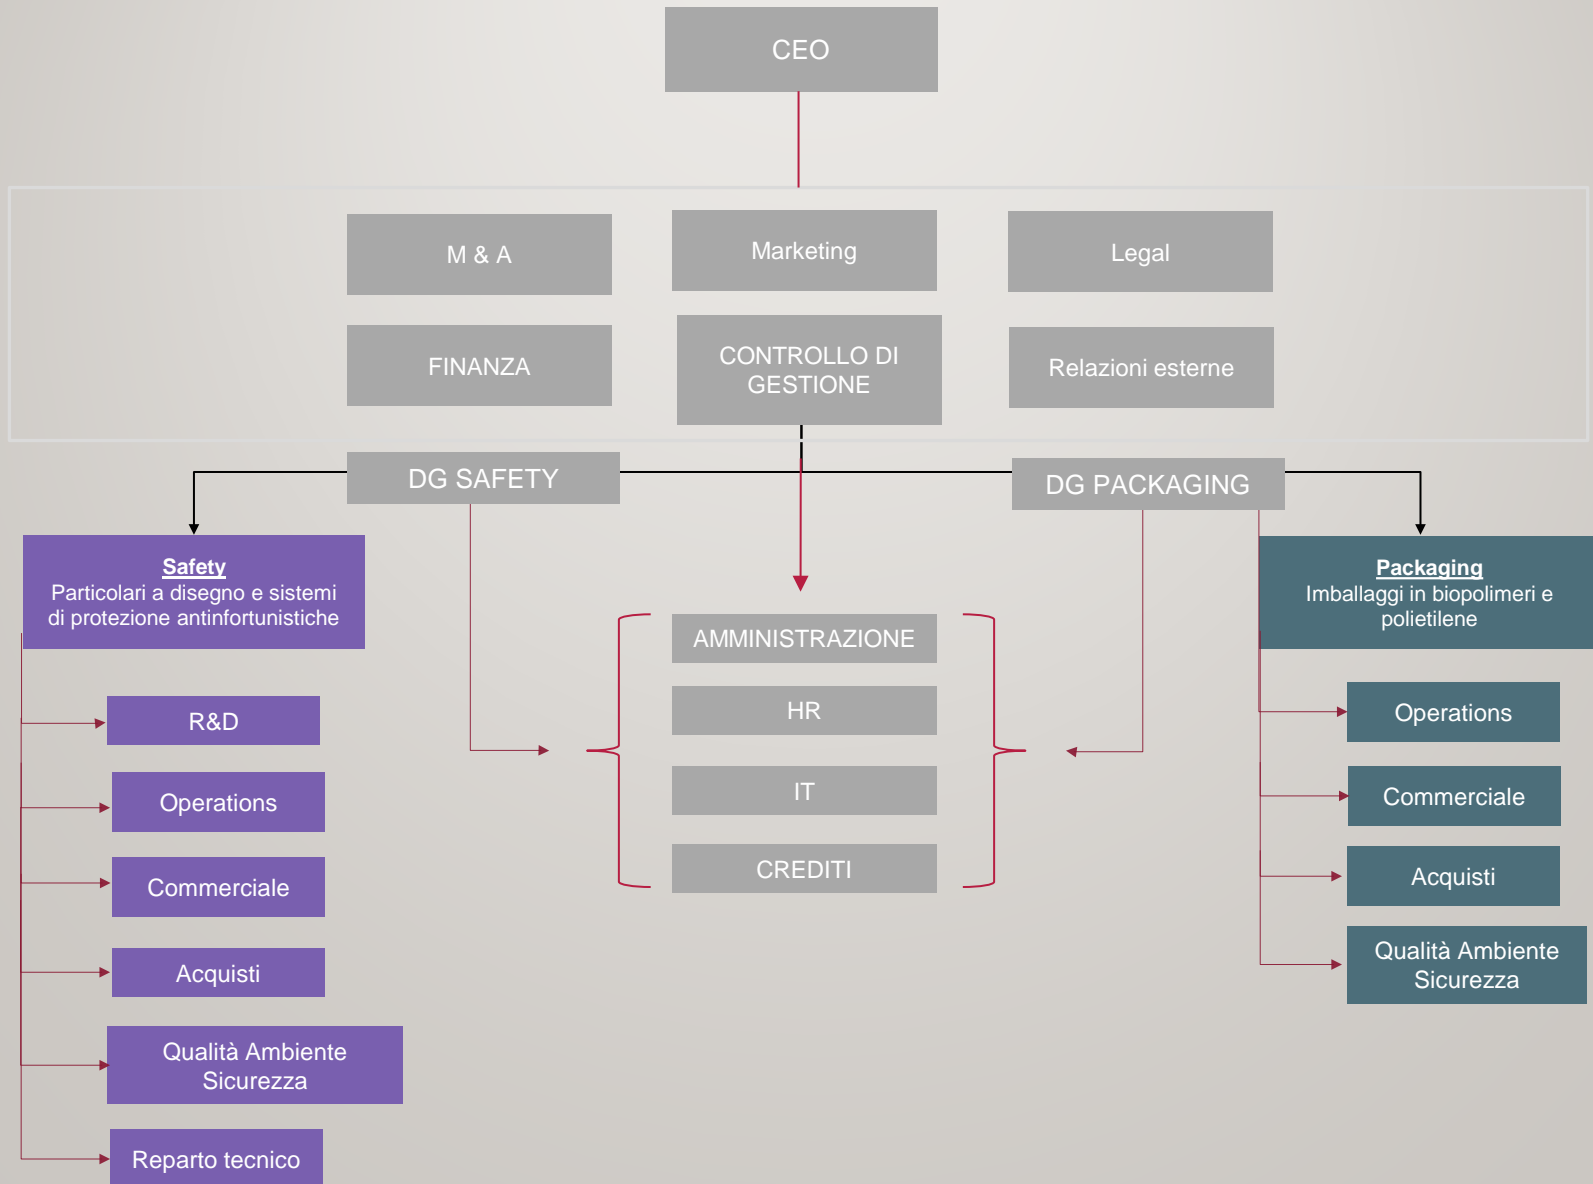 CEO
M & A
Marketing
Legal
FINANZA
CONTROLLO DI
GESTIONE
Relazioni esterne
DG SAFETY
DG PACKAGING
Safety
Particolari a disegno e sistemi
di protezione antinfortunistiche
Packaging
Imballaggi in biopolimeri e
polietilene
AMMINISTRAZIONE
HR
IT
CREDITI
R&D
Operations
Commerciale
Acquisti
Qualità Ambiente
Sicurezza
Reparto tecnico
Operations
Commerciale
Acquisti
Qualità Ambiente
Sicurezza